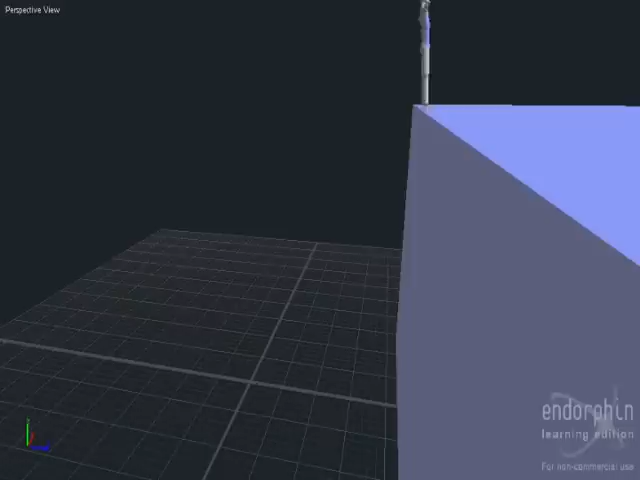 Perspective View
endorphin
learning edition
For non-commercial use